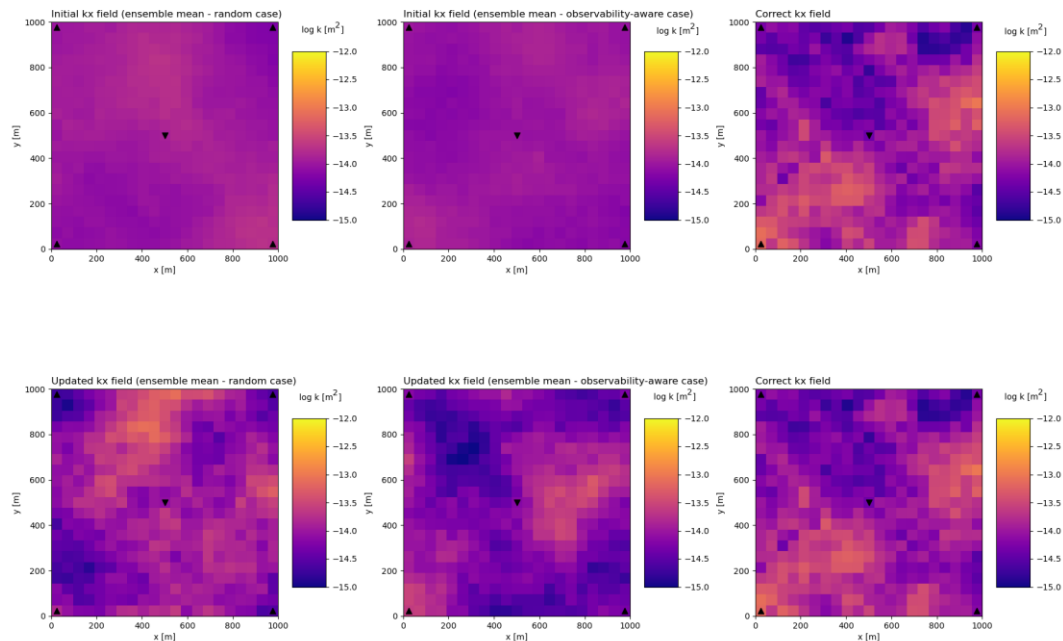 Initial kx field (ensemble mean - random case)
log k [m²]
1000
800
600
400
200
0
y [m]
0 200 400 600 800 1000
x [m]
−12.0
−12.5
−13.0
−13.5
−14.0
−14.5
−15.0
Initial kx field (ensemble mean - observability-aware case)
log k [m²]
1000
800
600
400
200
0
y [m]
0 200 400 600 800 1000
x [m]
−12.0
−12.5
−13.0
−13.5
−14.0
−14.5
−15.0
Correct kx field
log k [m²]
1000
800
600
400
200
0
y [m]
0 200 400 600 800 1000
x [m]
−12.0
−12.5
−13.0
−13.5
−14.0
−14.5
−15.0
Updated kx field (ensemble mean - random case)
log k [m²]
1000
800
600
400
200
0
y [m]
0 200 400 600 800 1000
x [m]
−12.0
−12.5
−13.0
−13.5
−14.0
−14.5
−15.0
Updated kx field (ensemble mean - observability-aware case)
log k [m²]
1000
800
600
400
200
0
y [m]
0 200 400 600 800 1000
x [m]
−12.0
−12.5
−13.0
−13.5
−14.0
−14.5
−15.0
Correct kx field
log k [m²]
1000
800
600
400
200
0
y [m]
0 200 400 600 800 1000
x [m]
−12.0
−12.5
−13.0
−13.5
−14.0
−14.5
−15.0